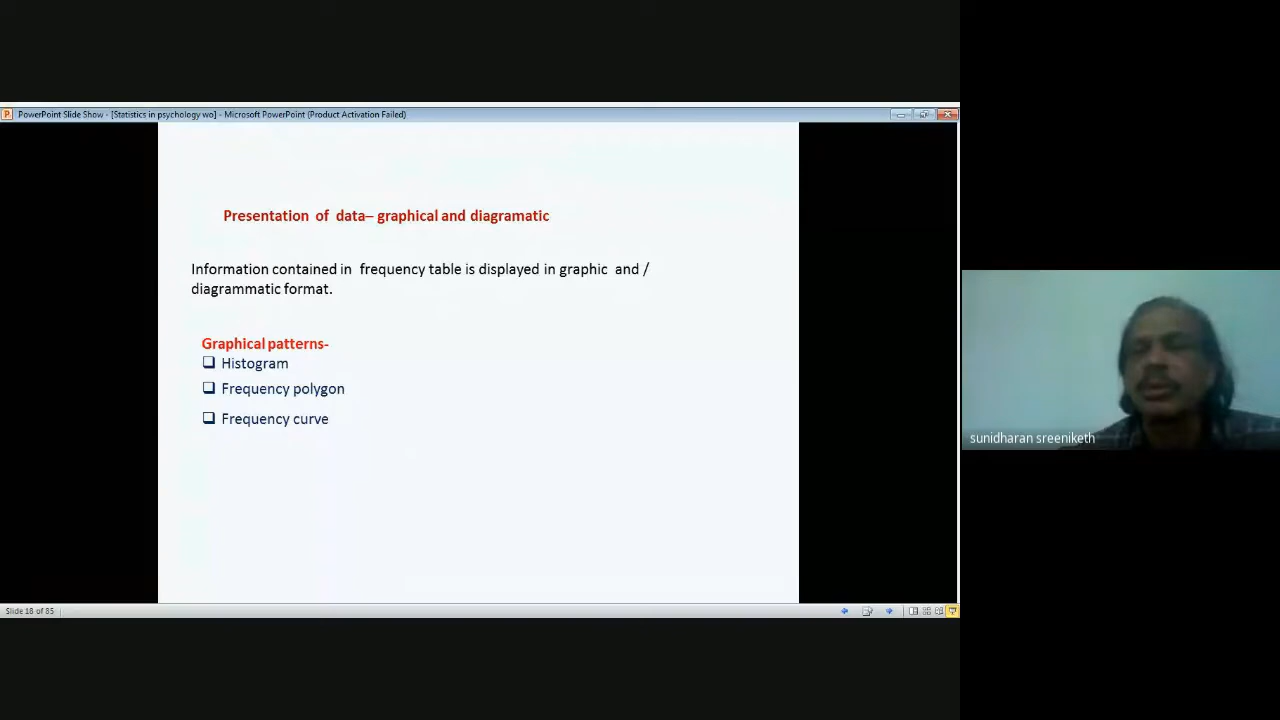 PowerPoint Slide Show - [Statistics in psychology wo] - Microsoft PowerPoint (Product Activation Failed)
Presentation of data– graphical and diagramatic
Information contained in frequency table is displayed in graphic and /
diagrammatic format.
Graphical patterns-
Histogram
Frequency polygon
Frequency curve
sunidharan sreeniketh
Slide 18 of 85